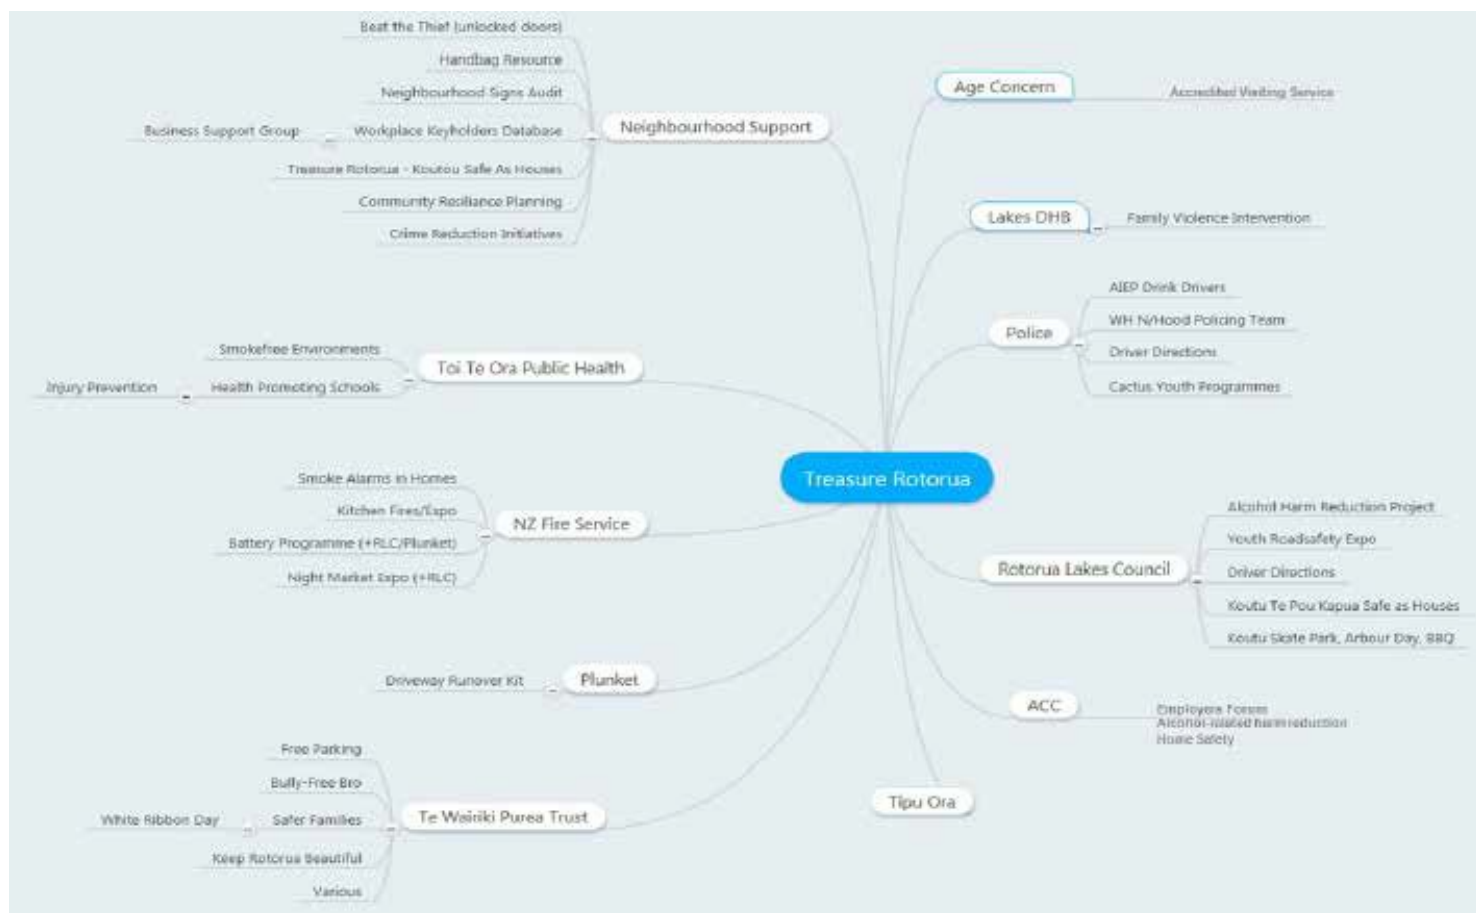 Beat the Thief (unlocked doors)
Handbag Resource
Neighbourhood Signs Audit
Business Support Group
Workplace Keyholders Database
Treasure Rotorua - Koutou Safe As Houses
Community Resiliance Planning
Crime Reduction Initiatives
Neighbourhood Support
Smokefree Environments
Injury Prevention
Health Promoting Schools
Toi Te Ora Public Health
Smoke Alarms in Homes
Kitchen Fires/Expo
Battery Programme (+RLC/Plunket)
Night Market Expo (+RLC)
NZ Fire Service
Driveway Runover Kit
Plunket
Free Parking
Bully-Free Bro
White Ribbon Day
Safer Families
Keep Rotorua Beautiful
Various
Te Wairiki Purea Trust
Treasure Rotorua
Age Concern
Accredited Visiting Service
Lakes DHB
Family Violence Intervention
Police
AIEP Drink Drivers
WH N/Hood Policing Team
Driver Directions
Cactus Youth Programmes
Rotorua Lakes Council
Alcohol Harm Reduction Project
Youth Roadsafety Expo
Driver Directions
Koutu Te Pou Kapua Safe as Houses
Koutu Skate Park, Arbour Day, BBQ
ACC
Employers Forum
Alcohol-related harm reduction
Home Safety
Tipu Ora